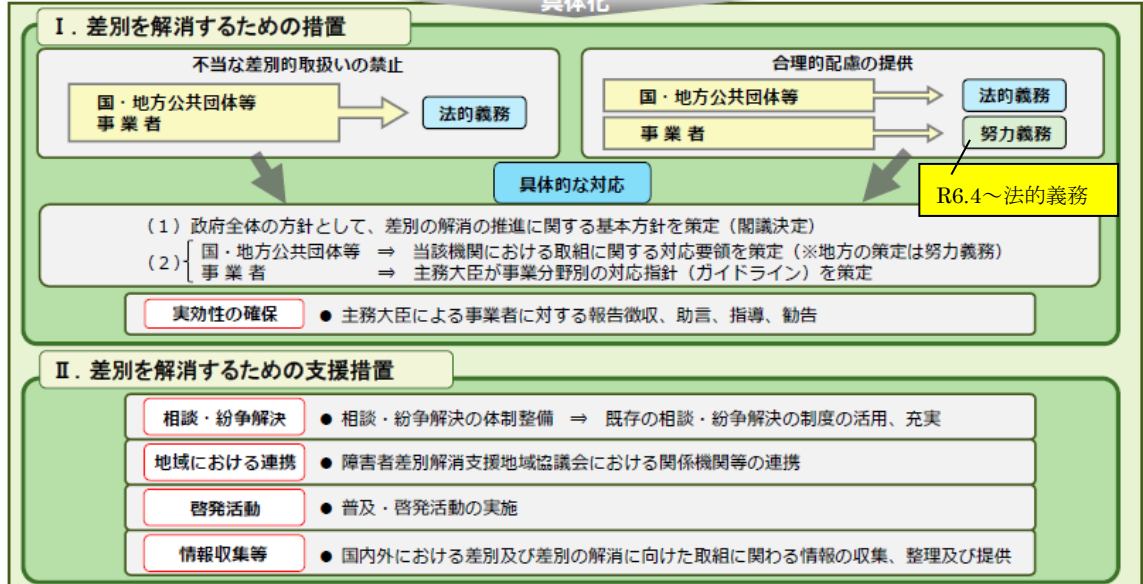 具体化
Ⅰ．差別を解消するための措置
不当な差別的取扱いの禁止
国・地方公共団体等
事 業 者
法的義務
合理的配慮の提供
国・地方公共団体等
法的義務
事 業 者
努力義務
R6.4～法的義務
具体的な対応
（1）政府全体の方針として、差別の解消の推進に関する基本方針を策定（閣議決定）
（2） 国・地方公共団体等 ⇒ 当該機関における取組に関する対応要領を策定（※地方の策定は努力義務）
事 業 者 ⇒ 主務大臣が事業分野別の対応指針（ガイドライン）を策定
実効性の確保 ● 主務大臣による事業者に対する報告徴収、助言、指導、勧告
Ⅱ．差別を解消するための支援措置
相談・紛争解決 ● 相談・紛争解決の体制整備 ⇒ 既存の相談・紛争解決の制度の活用、充実
地域における連携 ● 障害者差別解消支援地域協議会における関係機関等の連携
啓発活動 ● 普及・啓発活動の実施
情報収集等 ● 国内外における差別及び差別の解消に向けた取組に関わる情報の収集、整理及び提供